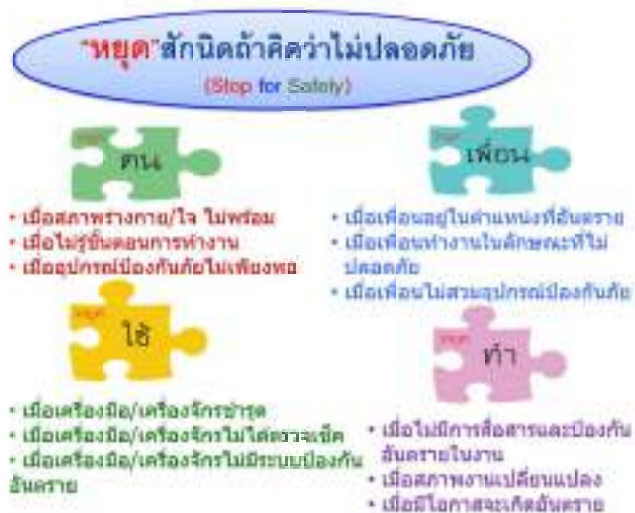 "หยุด"สักนิดถ้าคิดว่าไม่ปลอดภัย
(Stop for Safety)
หยุด
ตน
• เมื่อสภาพร่างกาย/ใจ ไม่พร้อม
• เมื่อไม่รู้ขั้นตอนการทำงาน
• เมื่ออุปกรณ์ป้องกันภัยไม่เพียงพอ
หยุด
เพื่อน
• เมื่อเพื่อนอยู่ในตำแหน่งที่อันตราย
• เมื่อเพื่อนทำงานในลักษณะที่ไม่
ปลอดภัย
• เมื่อเพื่อนไม่สวมอุปกรณ์ป้องกันภัย
หยุด
ใช้
• เมื่อเครื่องมือ/เครื่องจักรชำรุด
• เมื่อเครื่องมือ/เครื่องจักรไม่ได้ตรวจเช็ค
• เมื่อเครื่องมือ/เครื่องจักรไม่มีระบบป้องกัน
อันตราย
หยุด
ทำ
• เมื่อไม่มีการสื่อสารและป้องกัน
อันตรายในงาน
• เมื่อสภาพงานเปลี่ยนแปลง
• เมื่อมีโอกาสจะเกิดอันตราย